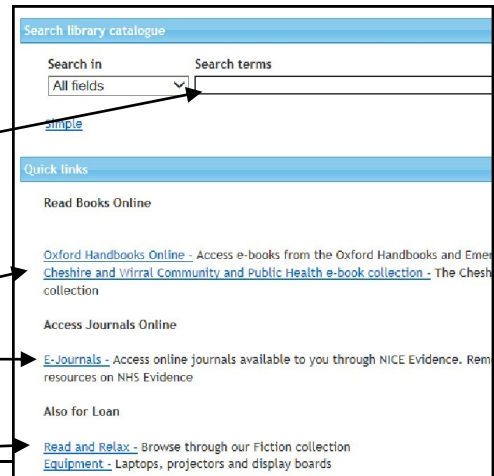 Search library catalogue
Search in Search terms
All fields
Simple
Quick links
Read Books Online
Oxford Handbooks Online - Access e-books from the Oxford Handbooks and Emer
Cheshire and Wirral Community and Public Health e-book collection - The Chesh
collection
Access Journals Online
E-Journals - Access online journals available to you through NICE Evidence. Rem
resources on NHS Evidence
Also for Loan
Read and Relax - Browse through our Fiction collection
Equipment - Laptops, projectors and display boards